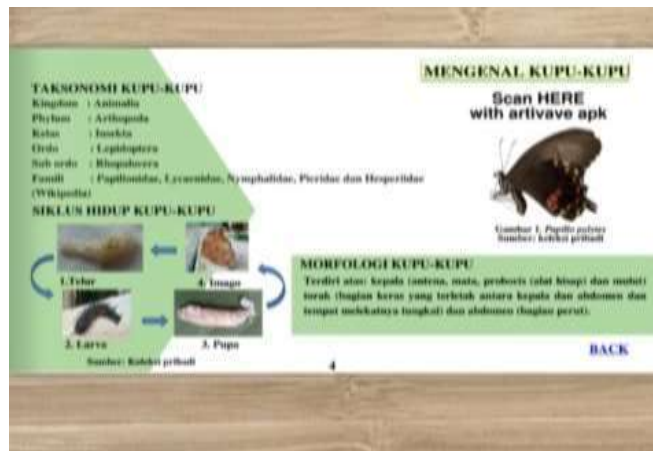 TAKSONOMI KUPU-KUPU
Kingdom : Animalia
Phylum : Arthopoda
Kelas : Insekta
Ordo : Lepidoptera
Sub ordo : Rhopalocera
Famili : Papilionidae, Lycaenidae, Nymphalidae, Pieridae dan Hesperiidae
(Wikipedia)
SIKLUS HIDUP KUPU-KUPU
1.Telur
4. Imago
2. Larva
3. Pupa
Sumber: Koleksi pribadi
MENGENAL KUPU-KUPU
Scan HERE
with artivave apk
Gambar 1. Papilio
Sumber: koleksi pribadi
MORFOLOGI KUPU-KUPU
Terdiri atas: kepala (antena, mata, probocis (alat hisap) dan mulut)
torak (bagian keras yang terletak antara kepala dan abdomen dan
tempat melekatnya tungkai) dan abdomen (bagian perut).
BACK
4